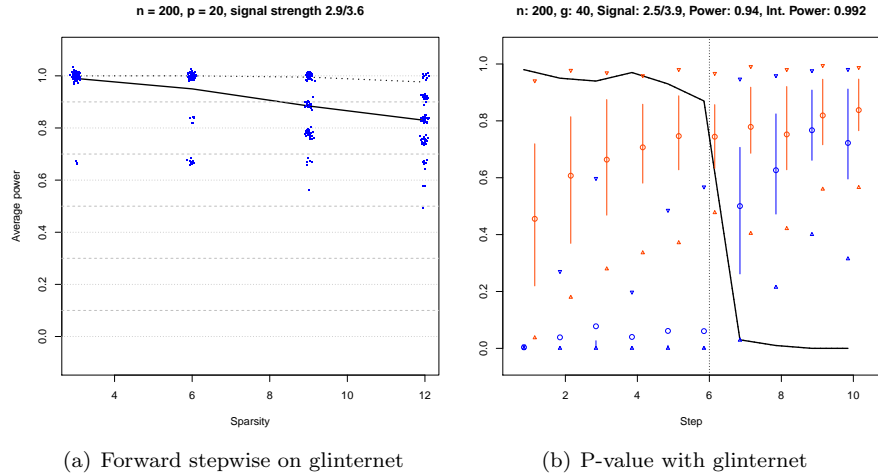 n = 200, p = 20, signal strength 2.9/3.6
Average power
1.0
0.8
0.6
0.4
0.2
0.0
4 6 8 10 12
Sparsity
(a) Forward stepwise on glinternet
n: 200, g: 40, Signal: 2.5/3.9, Power: 0.94, Int. Power: 0.992
1.0
0.8
0.6
0.4
0.2
0.0
2 4 6 8 10
Step
(b) P-value with glinternet